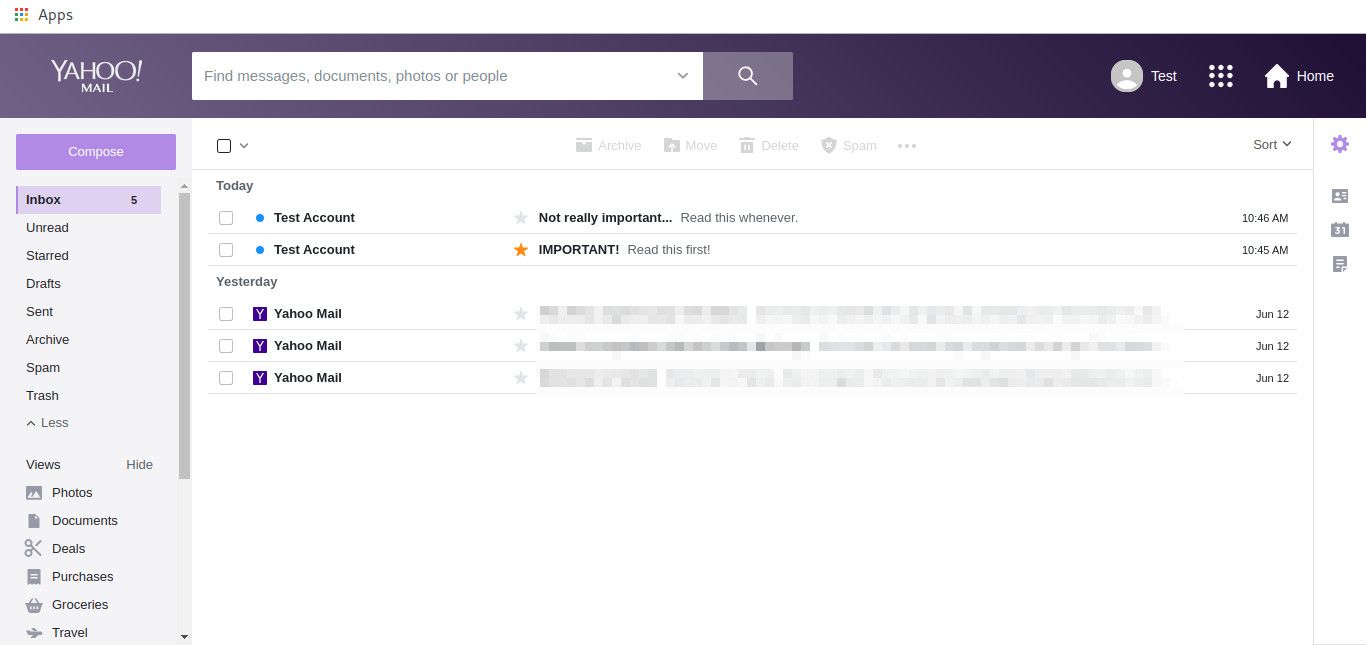 Apps
YAHOO!
MAIL
Find messages, documents, photos or people
Test
Home
Compose
Inbox 5
Unread
Starred
Drafts
Sent
Archive
Spam
Trash
Less
Views Hide
Photos
Documents
Deals
Purchases
Groceries
Travel
Archive Move Delete Spam
Sort
Today
Test Account Not really important... Read this whenever. 10:46 AM
Test Account IMPORTANT! Read this first! 10:45 AM
Yesterday
Y Yahoo Mail Jun 12
Y Yahoo Mail Jun 12
Y Yahoo Mail Jun 12
31